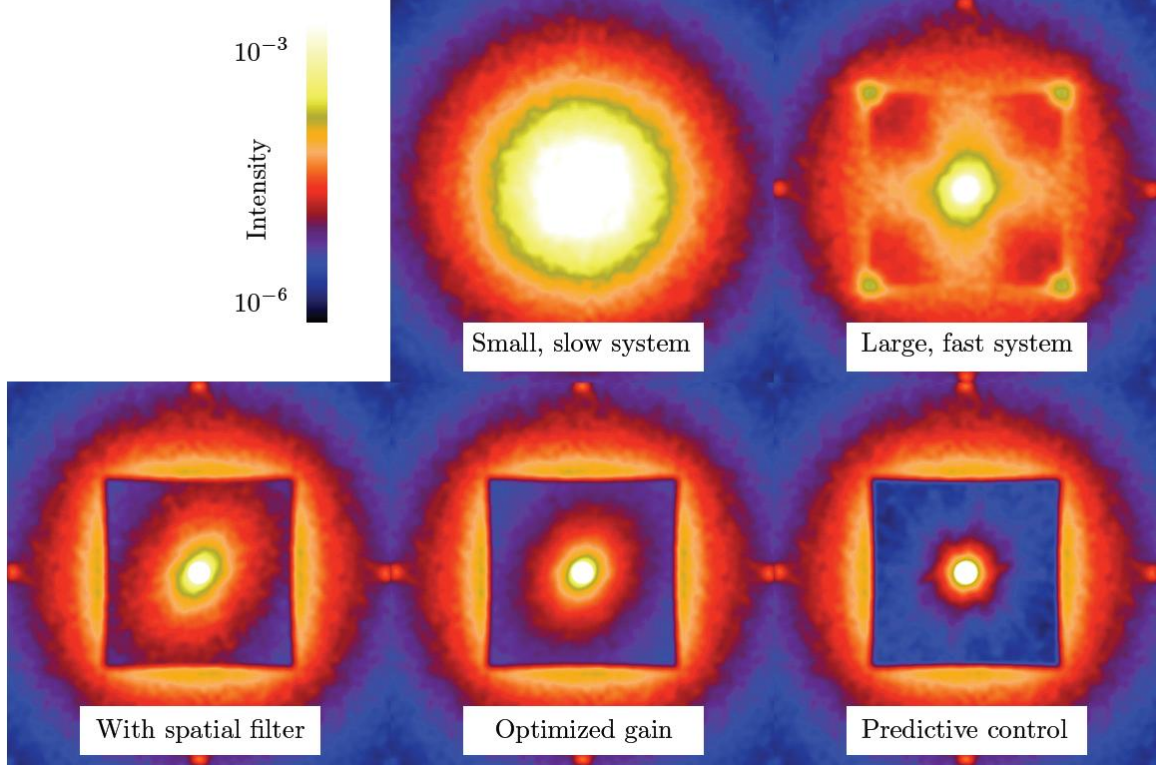 10⁻³
Intensity
10⁻⁶
Small, slow system
Large, fast system
With spatial filter
Optimized gain
Predictive control